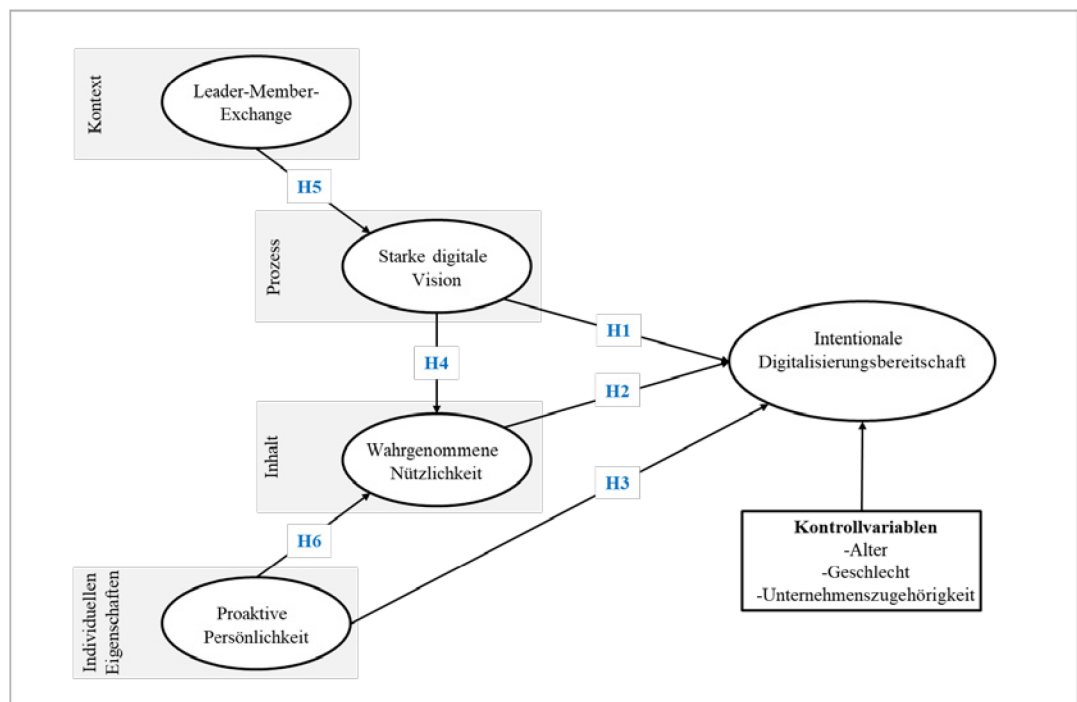 Kontext
Leader-Member-
Exchange
H5
Prozess
Starke digitale
Vision
H1
Intentionale
Digitalisierungsbereitschaft
H4
H2
Inhalt
Wahrgenommene
Nützlichkeit
H3
H6
Kontrollvariablen
-Alter
-Geschlecht
-Unternehmenszugehörigkeit
Individuellen
Eigenschaften
Proaktive
Persönlichkeit